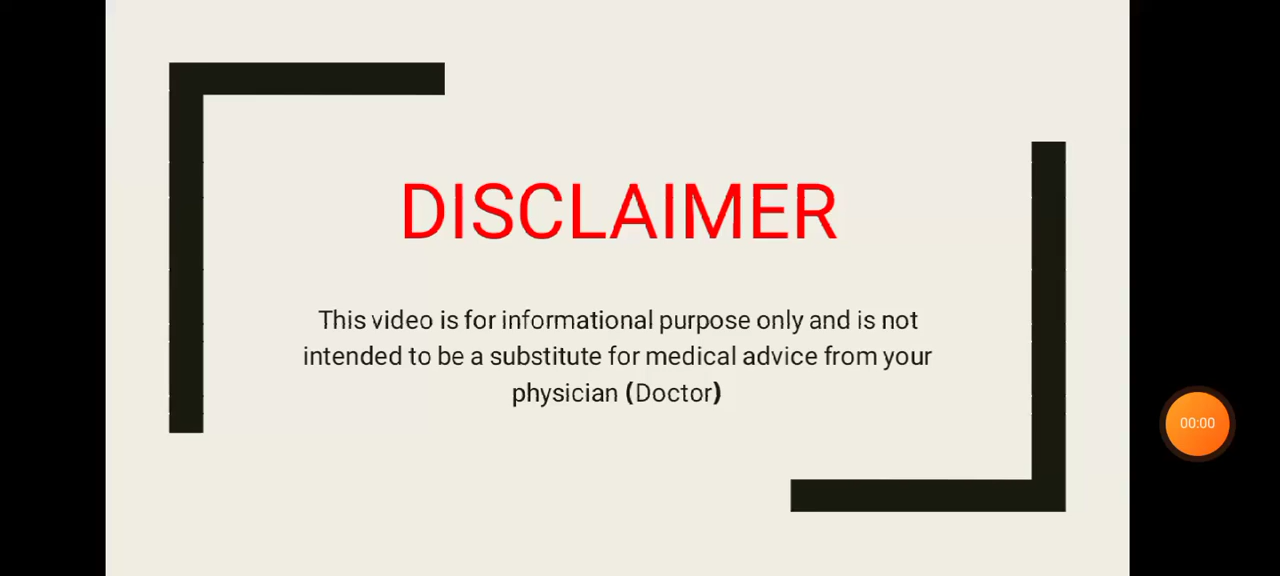 DISCLAIMER
This video is for informational purpose only and is not
intended to be a substitute for medical advice from your
physician (Doctor)
00:00